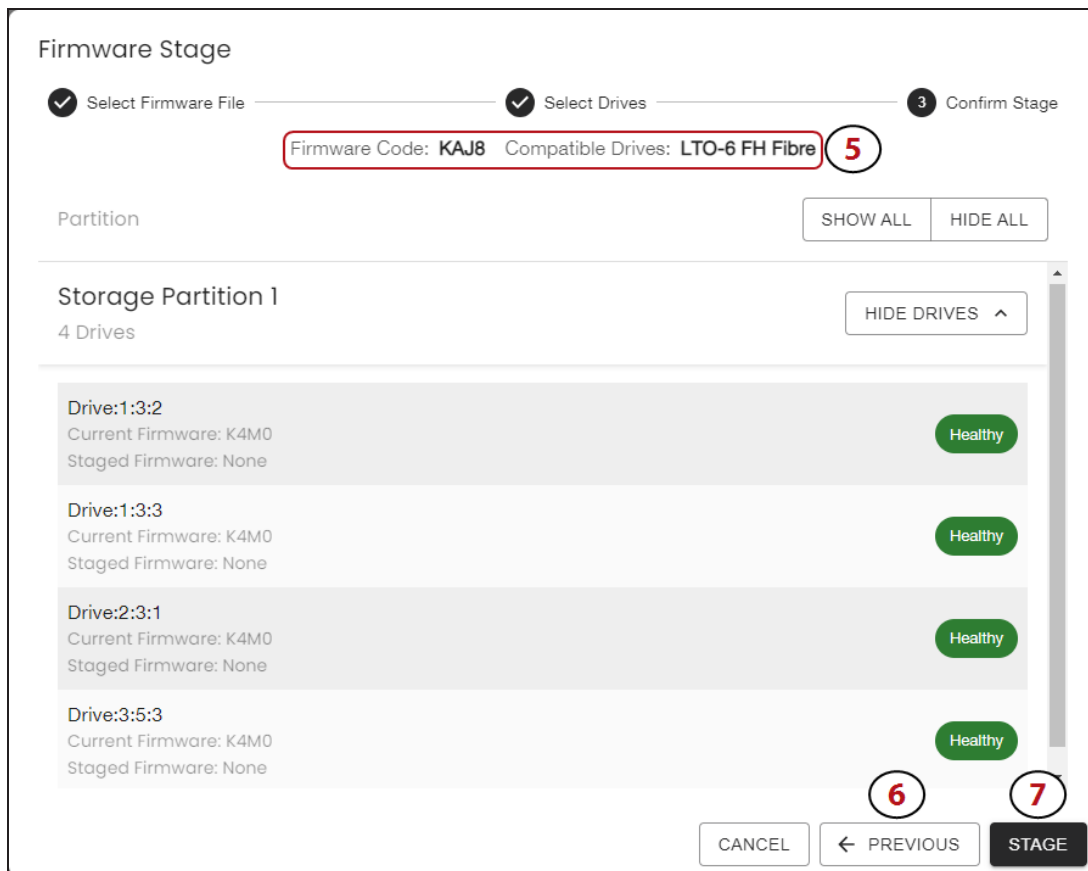 Firmware Stage
Select Firmware File Select Drives 3 Confirm Stage
Firmware Code: KAJ8 Compatible Drives: LTO-6 FH Fibre 5
Partition SHOW ALL HIDE ALL
Storage Partition 1
4 Drives
HIDE DRIVES
Drive:1:3:2
Current Firmware: K4M0
Staged Firmware: None
Healthy
Drive:1:3:3
Current Firmware: K4M0
Staged Firmware: None
Healthy
Drive:2:3:1
Current Firmware: K4M0
Staged Firmware: None
Healthy
Drive:3:5:3
Current Firmware: K4M0
Staged Firmware: None
Healthy
6 7
CANCEL PREVIOUS STAGE